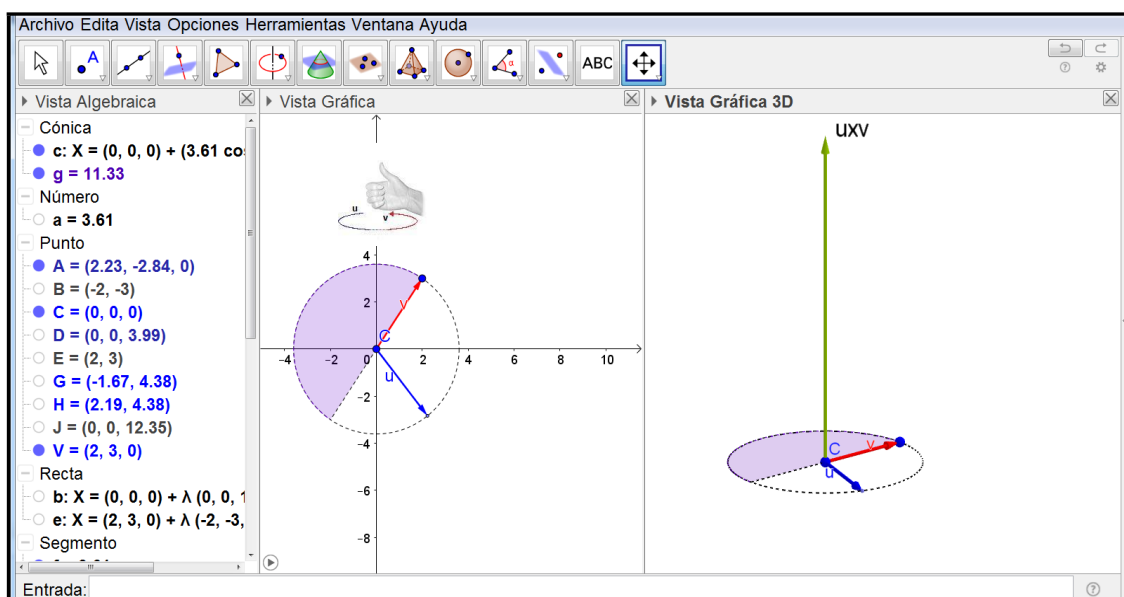 Archivo Edita Vista Opciones Herramientas Ventana Ayuda
A
α
ABC
Vista Algebraica
Vista Gráfica
Vista Gráfica 3D
Cónica
c: X = (0, 0, 0) + (3.61 co
g = 11.33
Número
a = 3.61
Punto
A = (2.23, -2.84, 0)
B = (-2, -3)
C = (0, 0, 0)
D = (0, 0, 3.99)
E = (2, 3)
G = (-1.67, 4.38)
H = (2.19, 4.38)
J = (0, 0, 12.35)
V = (2, 3, 0)
Recta
b: X = (0, 0, 0) + λ (0, 0, 1
e: X = (2, 3, 0) + λ (-2, -3,
Segmento
u
v
4
2
v
C
-4 -2 0 2 4 6 8 10
u
-2
-4
-6
-8
uxv
C
v
u
Entrada: